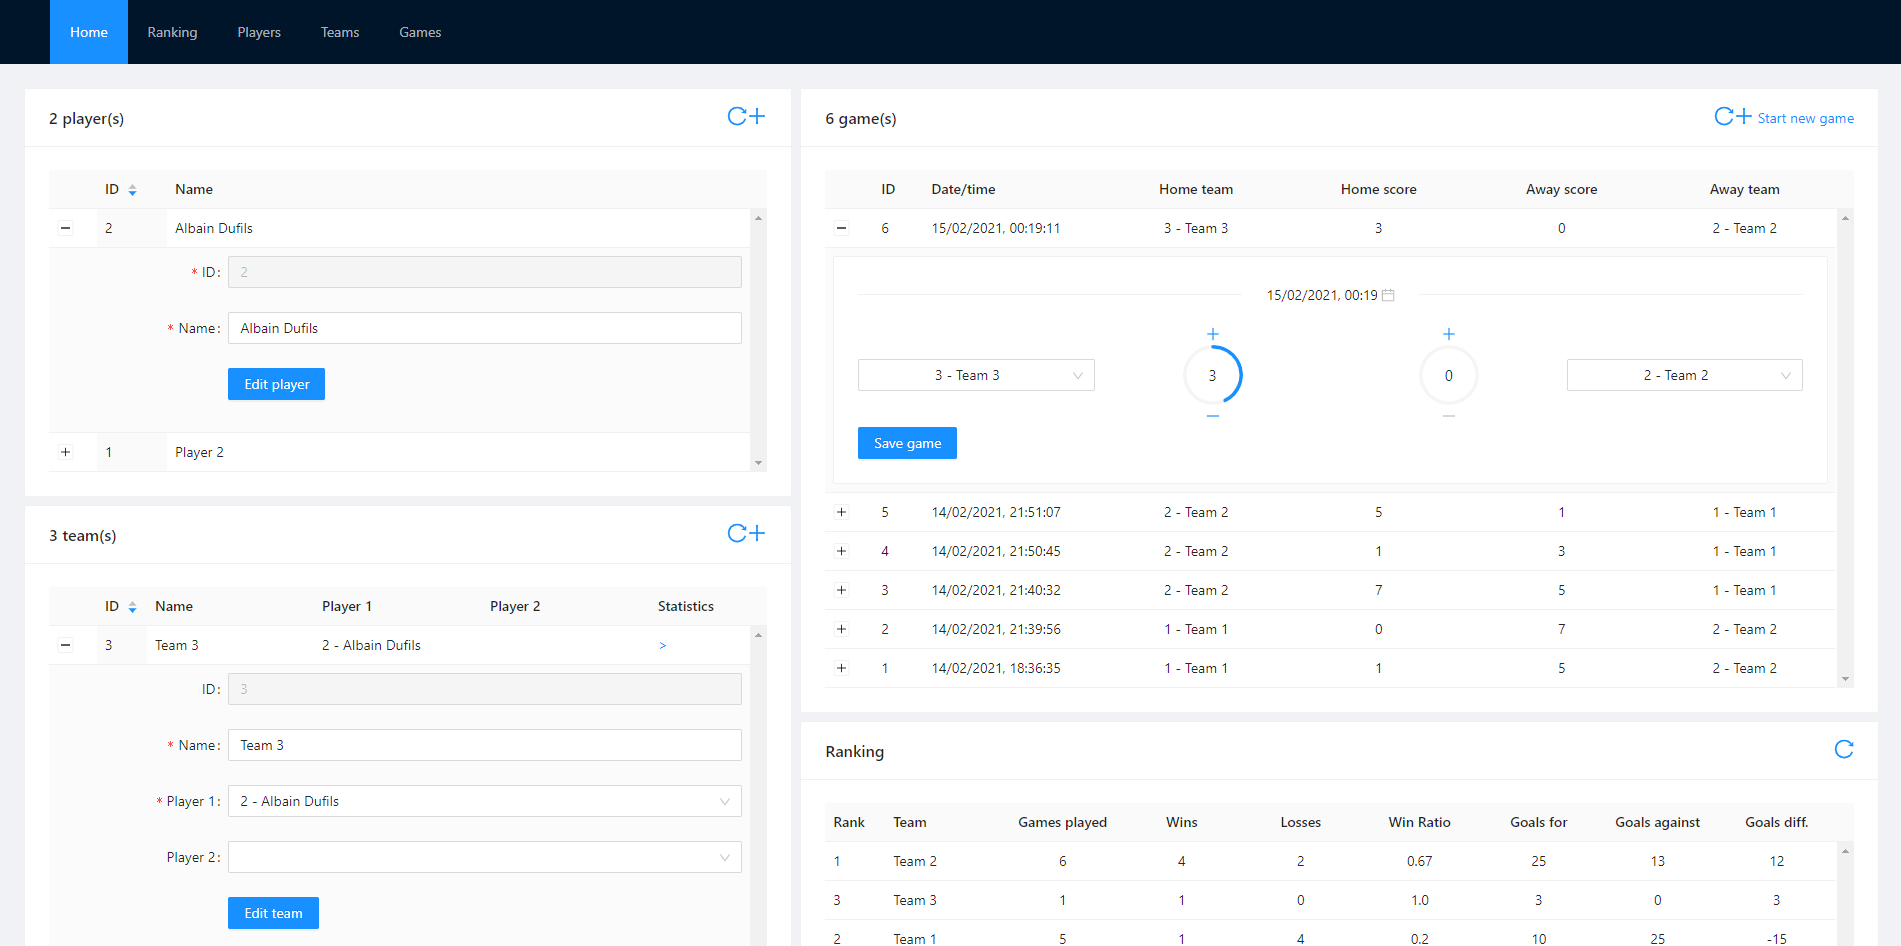 Home Ranking Players Teams Games
2 player(s)
ID Name
2 Albain Dufils
* ID: 2
* Name: Albain Dufils
Edit player
1 Player 2
3 team(s)
ID Name Player 1 Player 2 Statistics
3 Team 3 2 - Albain Dufils >
ID: 3
* Name: Team 3
* Player 1: 2 - Albain Dufils
Player 2:
Edit team
6 game(s) Start new game
ID Date/time Home team Home score Away score Away team
6 15/02/2021, 00:19:11 3 - Team 3 3 0 2 - Team 2
15/02/2021, 00:19
3 - Team 3 3 0 2 - Team 2
Save game
5 14/02/2021, 21:51:07 2 - Team 2 5 1 1 - Team 1
4 14/02/2021, 21:50:45 2 - Team 2 1 3 1 - Team 1
3 14/02/2021, 21:40:32 2 - Team 2 7 5 1 - Team 1
2 14/02/2021, 21:39:56 1 - Team 1 0 7 2 - Team 2
1 14/02/2021, 18:36:35 1 - Team 1 1 5 2 - Team 2
Ranking
Rank Team Games played Wins Losses Win Ratio Goals for Goals against Goals diff.
1 Team 2 6 4 2 0.67 25 13 12
3 Team 3 1 1 0 1.0 3 0 3
2 Team 1 5 1 4 0.2 10 25 -15